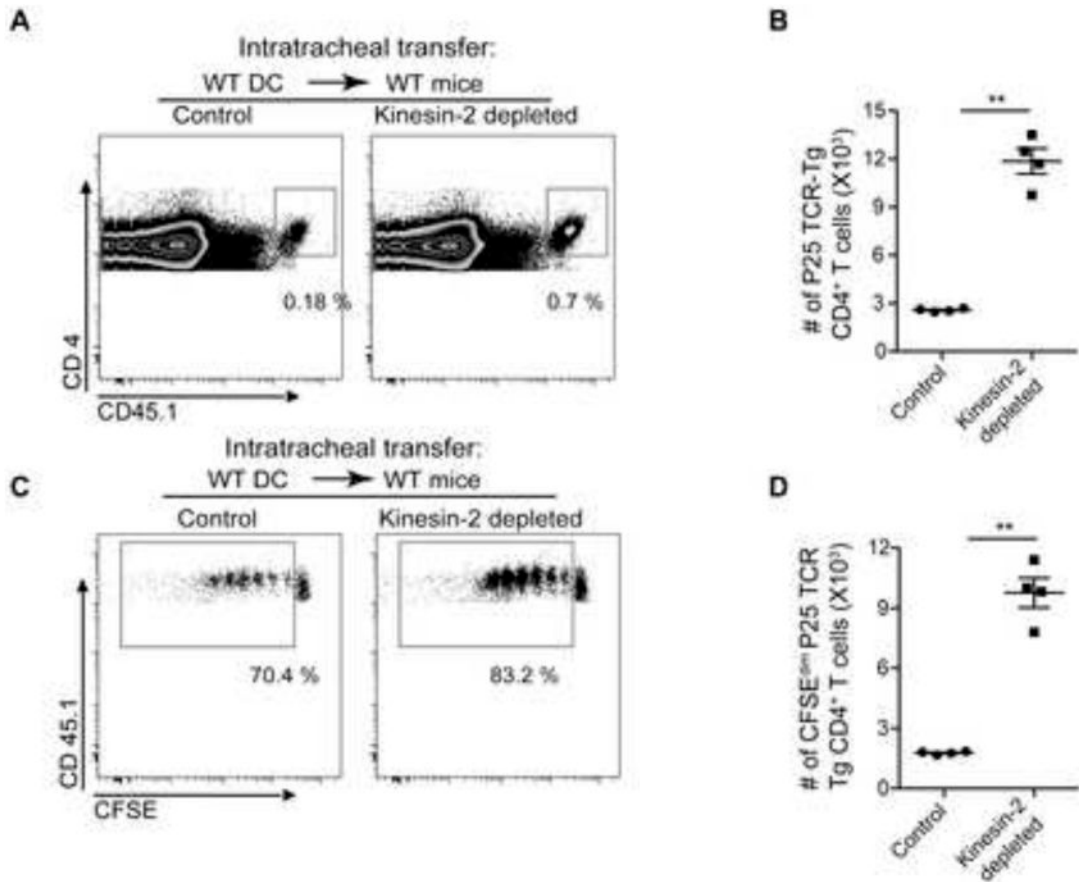 A
Intratracheal transfer:
WT DC WT mice
Control Kinesin-2 depleted
0.18 %
0.7 %
CD 4
CD45.1
B
**
15
12
9
6
3
0
# of P25 TCR-Tg
CD4⁺ T cells (X10³)
Control
Kinesin-2
depleted
C
Intratracheal transfer:
WT DC WT mice
Control Kinesin-2 depleted
70.4 %
83.2 %
CD 45.1
CFSE
D
**
12
9
6
3
0
# of CFSEᵈⁱᵐ P25 TCR
Tg CD4⁺ T cells (X10³)
Control
Kinesin-2
depleted